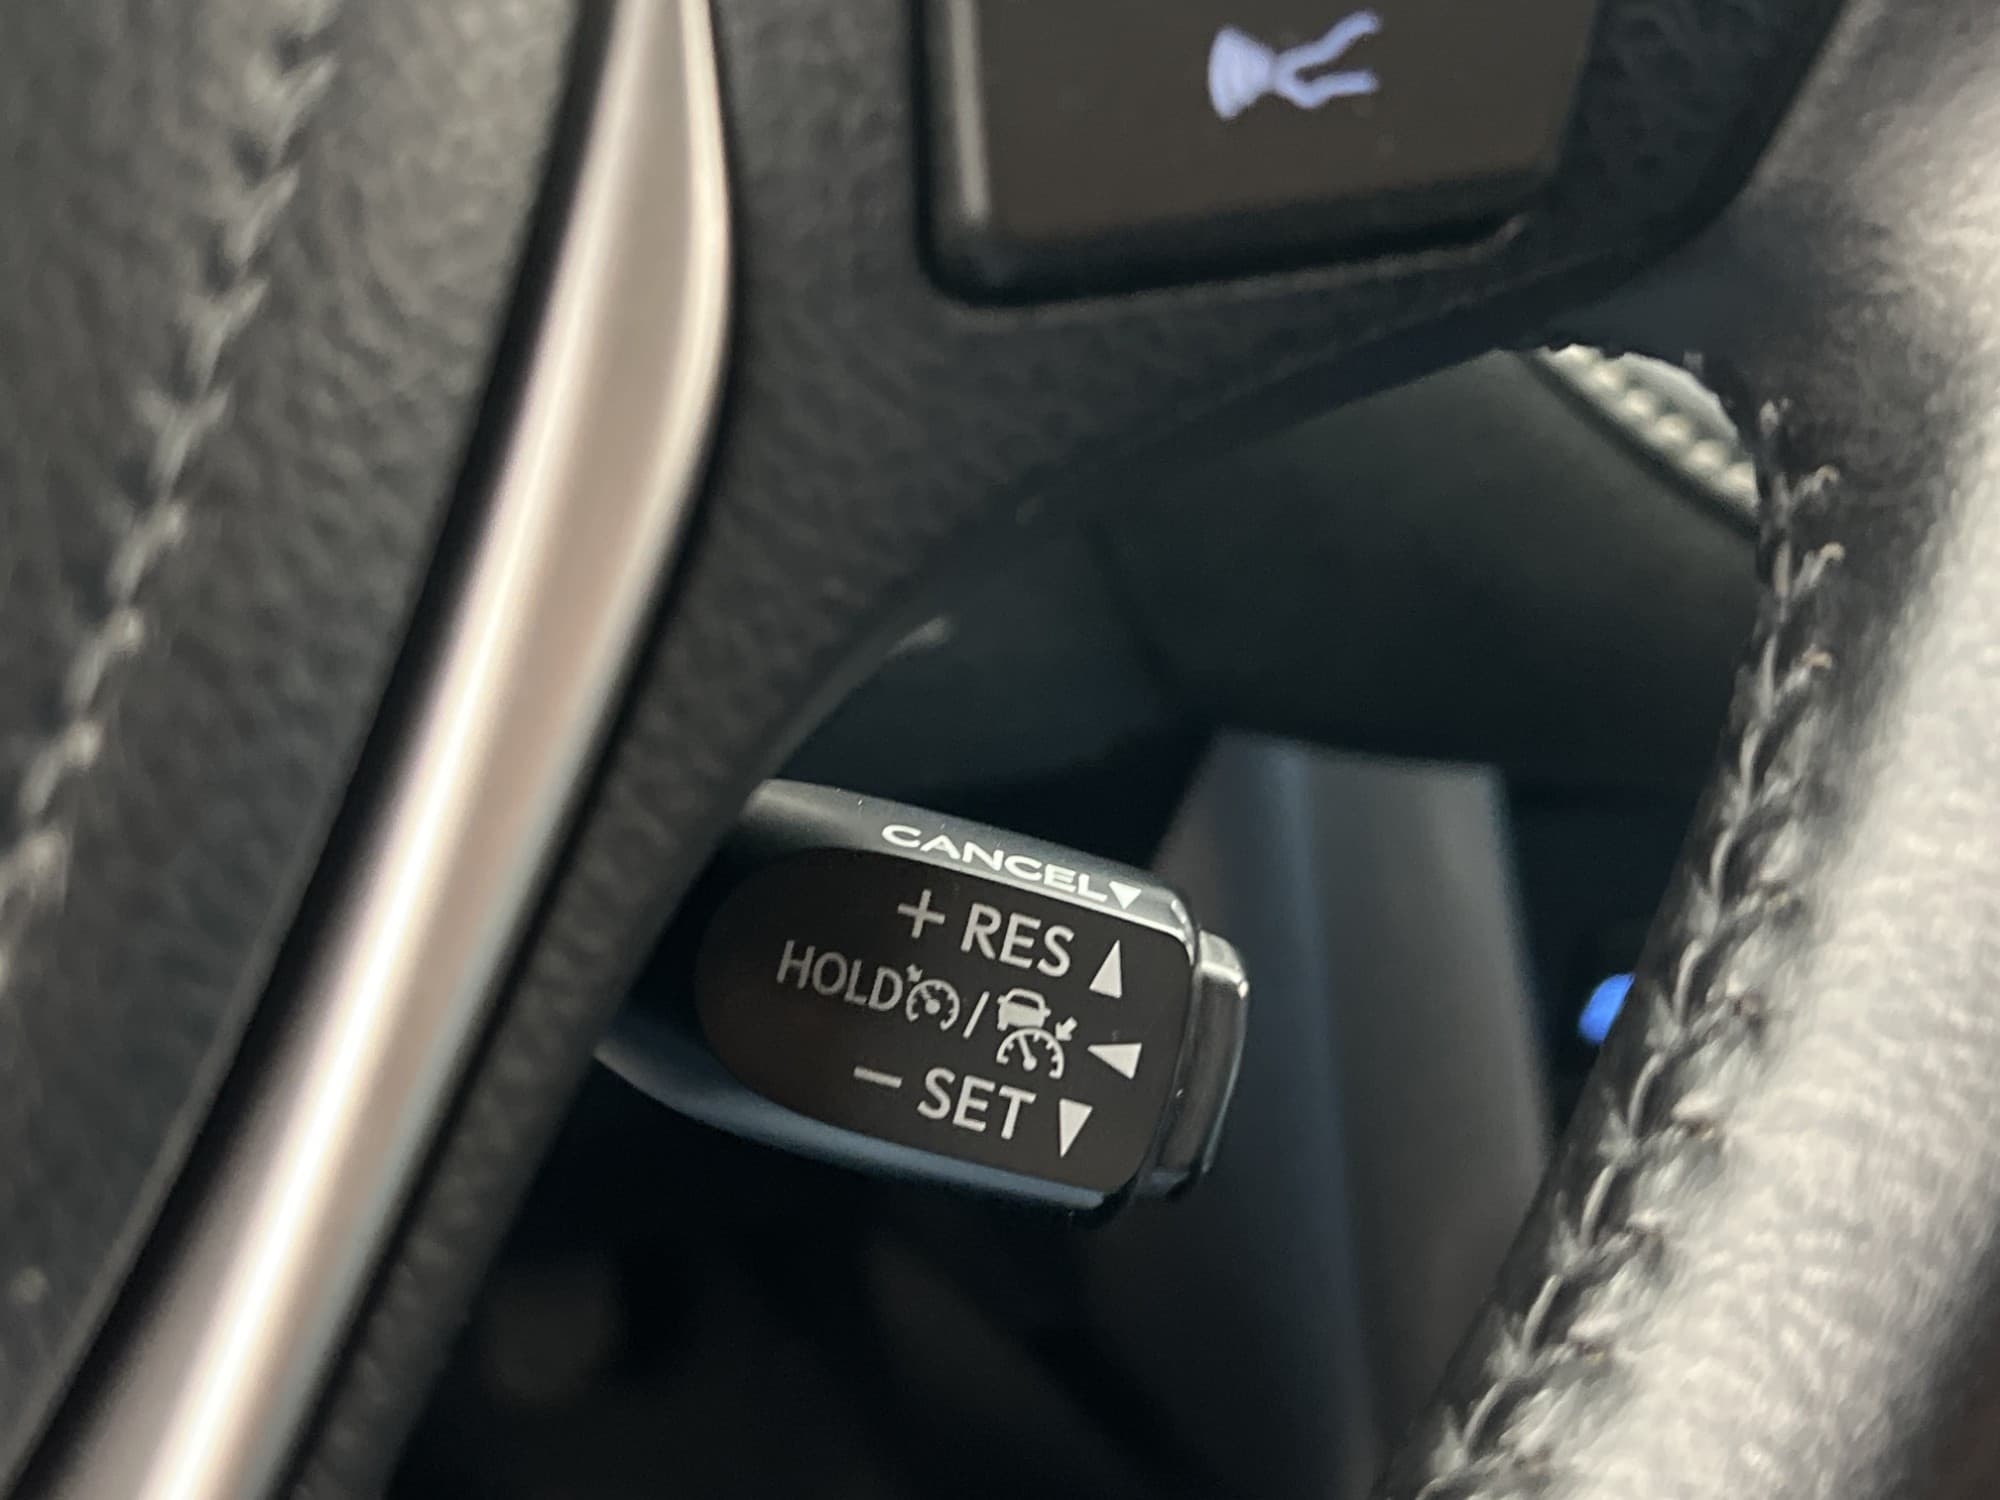 CANCEL
+ RES
HOLD /
− SET